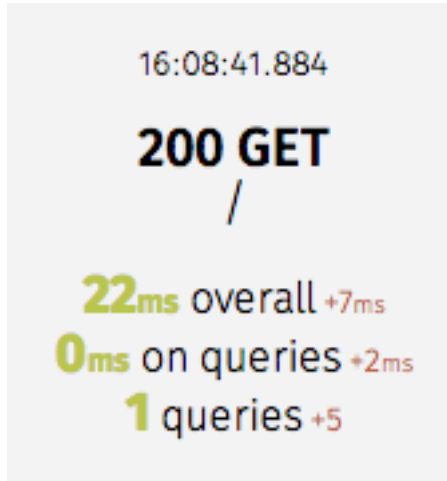 16:08:41.884
200 GET
/
22ms overall +7ms
0ms on queries +2ms
1 queries +5